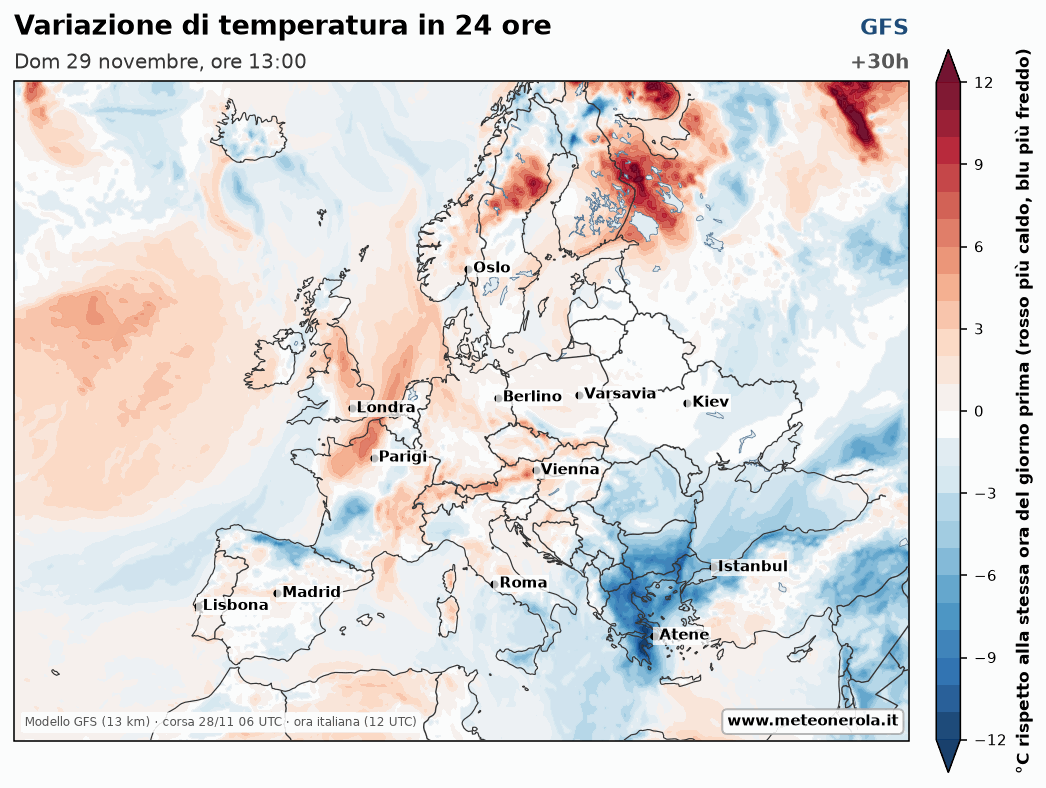 Variazione di temperatura in 24 ore
GFS
Dom 29 novembre, ore 13:00
+30h
Oslo
Londra
Berlino
Varsavia
Kiev
Parigi
Vienna
Istanbul
Madrid
Roma
Lisbona
Atene
Modello GFS (13 km) · corsa 28/11 06 UTC · ora italiana (12 UTC)
www.meteonerola.it
12
9
6
3
0
−3
−6
−9
−12
°C rispetto alla stessa ora del giorno prima (rosso più caldo, blu più freddo)